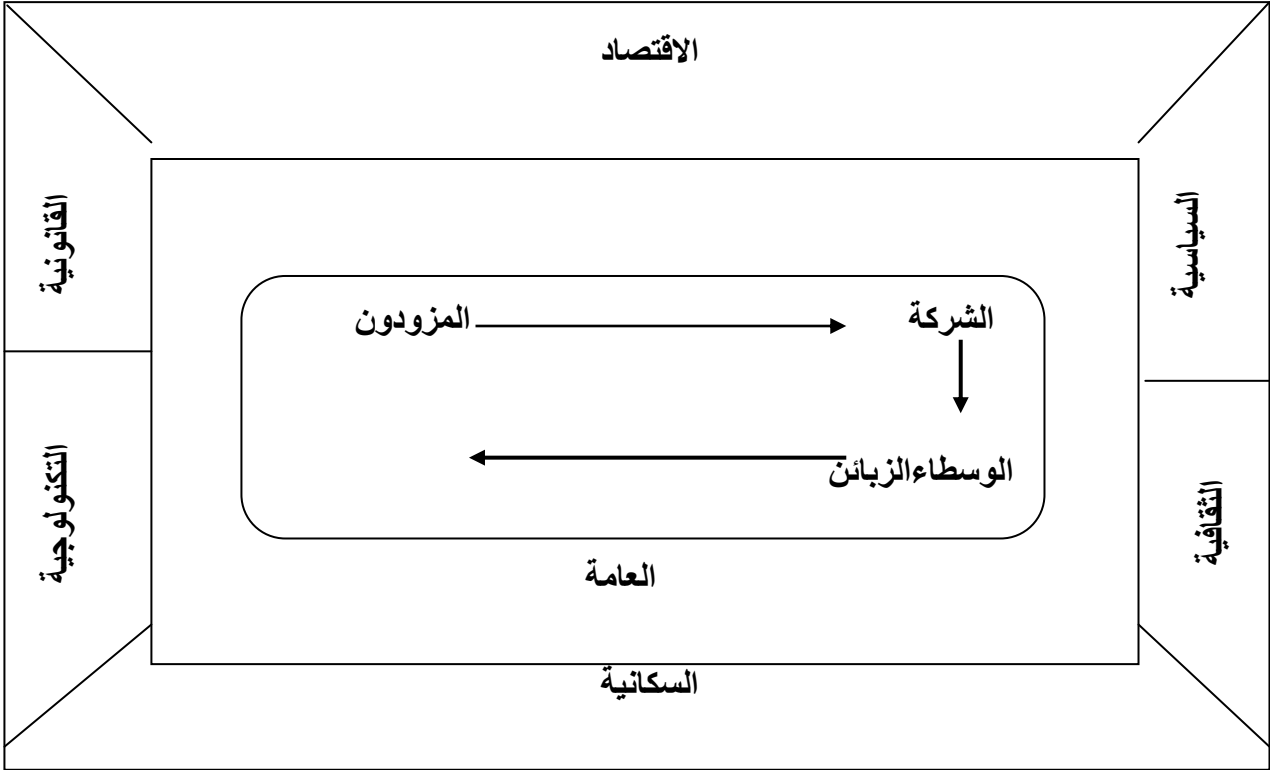 الاقتصاد
السياسية
القانونية
الشركة
المزودون
الوسطاءالزبائن
الثقافية
التكنولوجية
العامة
السكانية